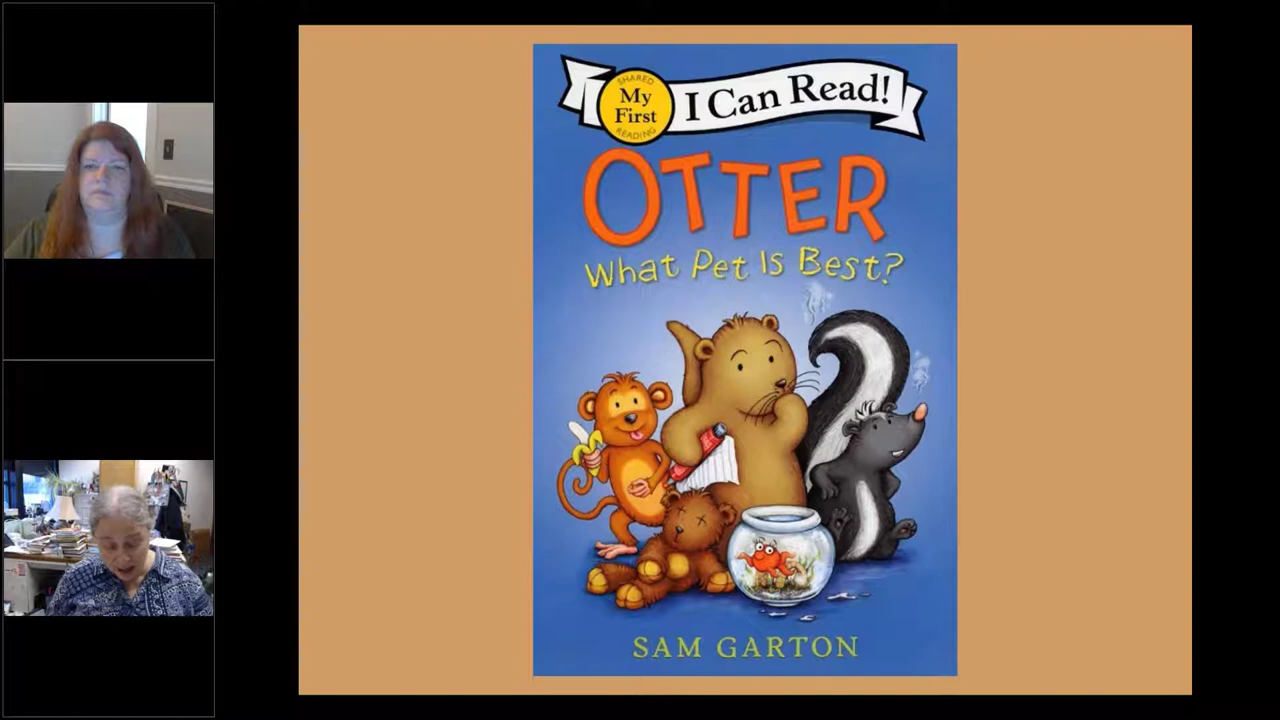 SHARED
My
First
READING
I Can Read!
OTTER
What Pet Is Best?
SAM GARTON